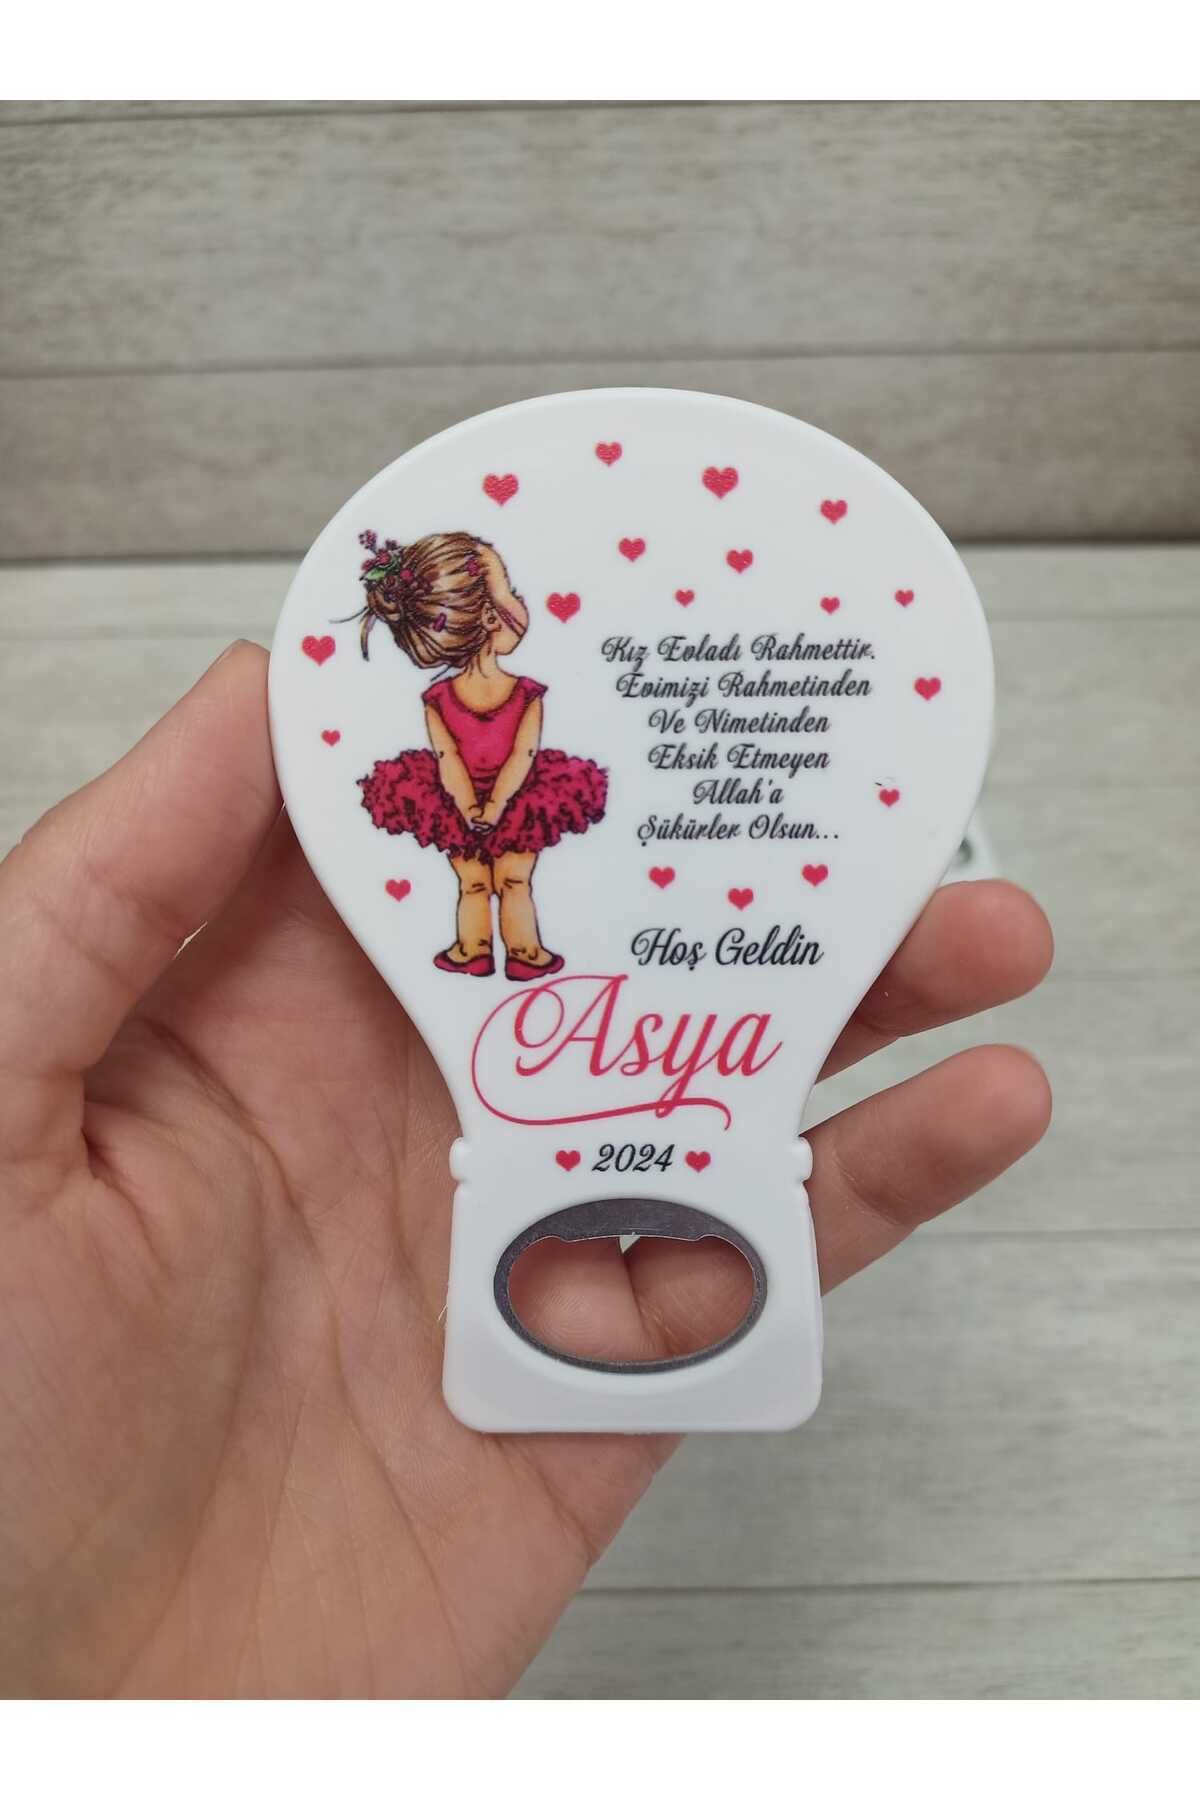 Kız Evladı Rahmettir.
Evimizi Rahmetinden
Ve Nimetinden
Eksik Etmeyen
Allah'a
Şükürler Olsun...
Hoş Geldin
Asya
2024